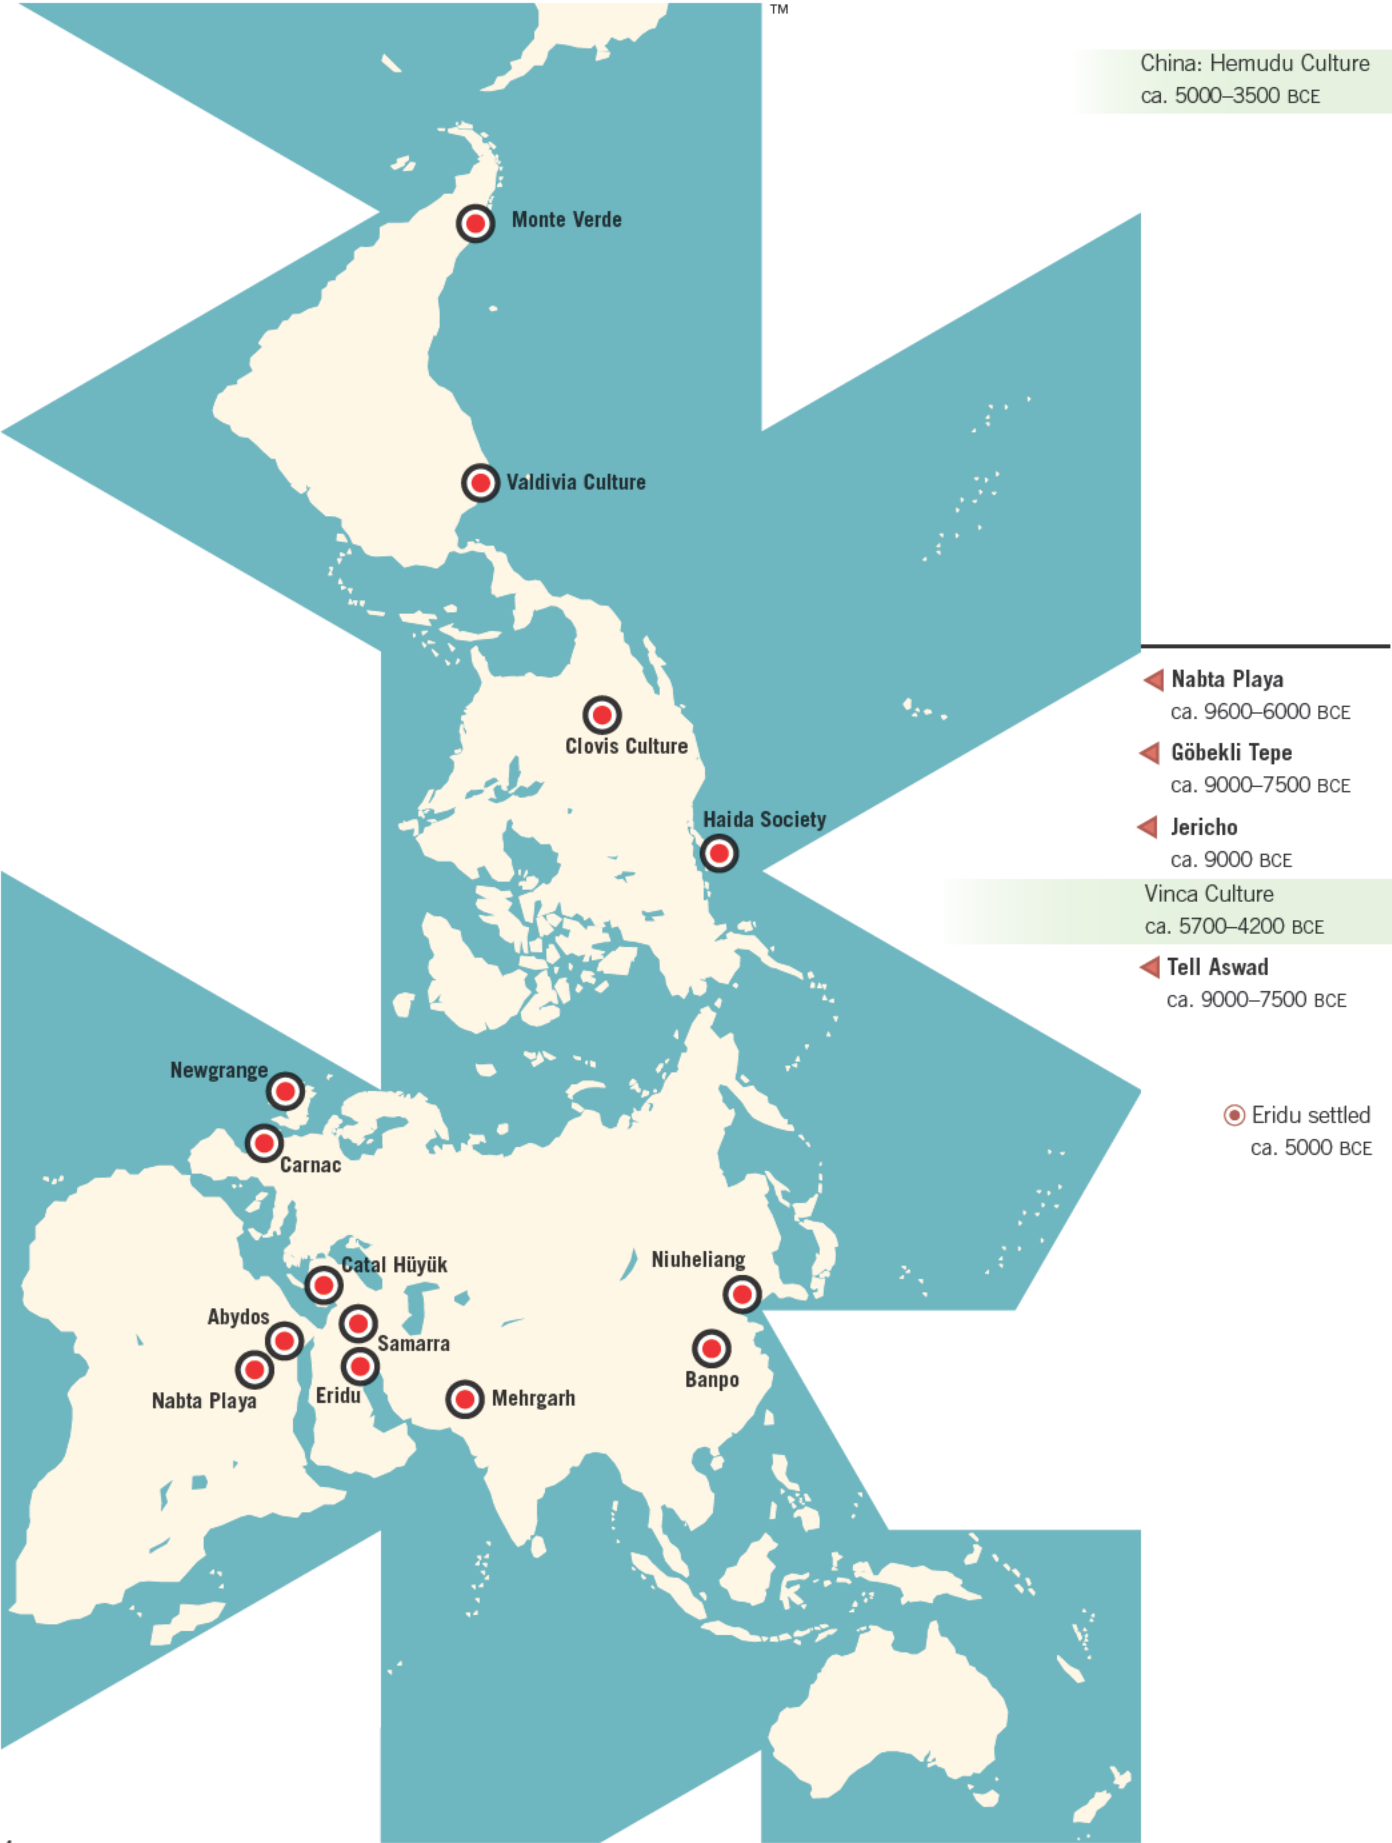 TM
China: Hemudu Culture
ca. 5000–3500 BCE
Monte Verde
Valdivia Culture
Clovis Culture
Haida Society
Nabta Playa
ca. 9600–6000 BCE
Göbekli Tepe
ca. 9000–7500 BCE
Jericho
ca. 9000 BCE
Vinca Culture
ca. 5700–4200 BCE
Tell Aswad
ca. 9000–7500 BCE
Eridu settled
ca. 5000 BCE
Newgrange
Carnac
Catal Hüyük
Abydos
Samarra
Nabta Playa
Eridu
Mehrgarh
Niuheliang
Banpo